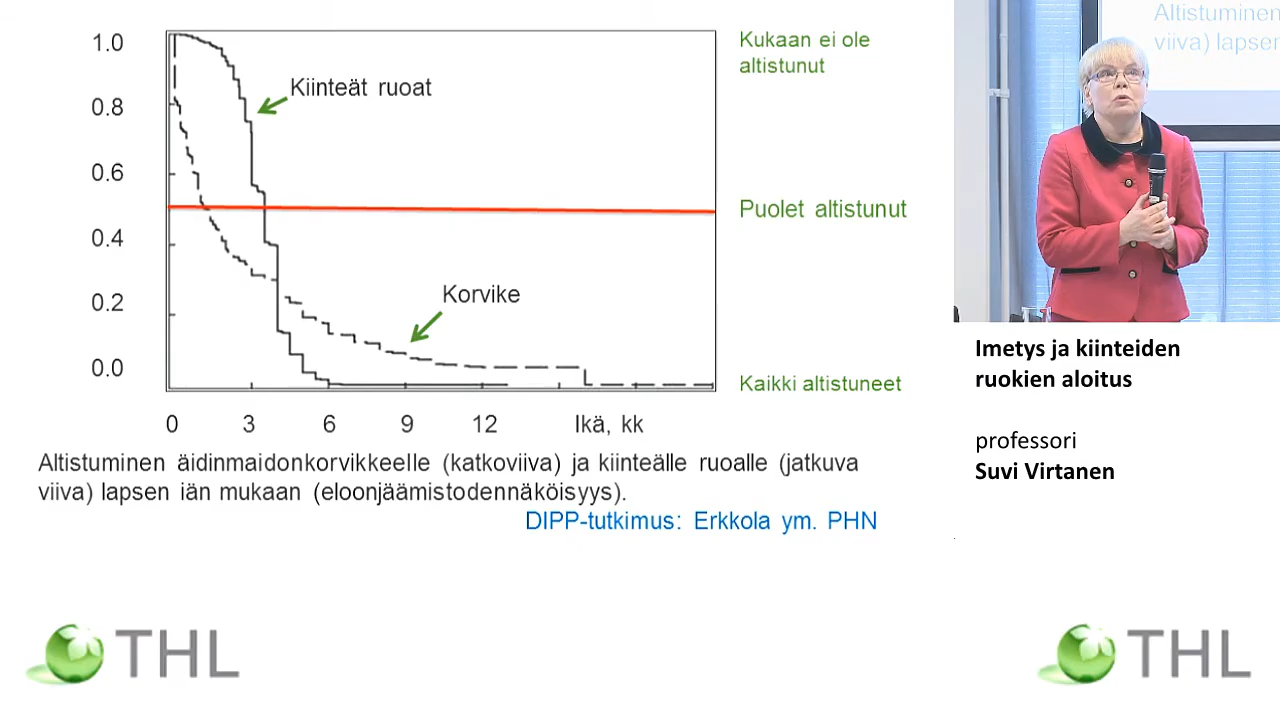 1.0
0.8
0.6
0.4
0.2
0.0
Kiinteät ruoat
Korvike
Kukaan ei ole
altistunut
Puolet altistunut
Kaikki altistuneet
0 3 6 9 12 Ikä, kk
Altistuminen äidinmaidonkorvikkeelle (katkoviiva) ja kiinteälle ruoalle (jatkuva
viiva) lapsen iän mukaan (eloonjäämistodennäköisyys).
DIPP-tutkimus: Erkkola ym. PHN
Altistuminen
viiva) lapsen
Imetys ja kiinteiden
ruokien aloitus
professori
Suvi Virtanen
THL
THL